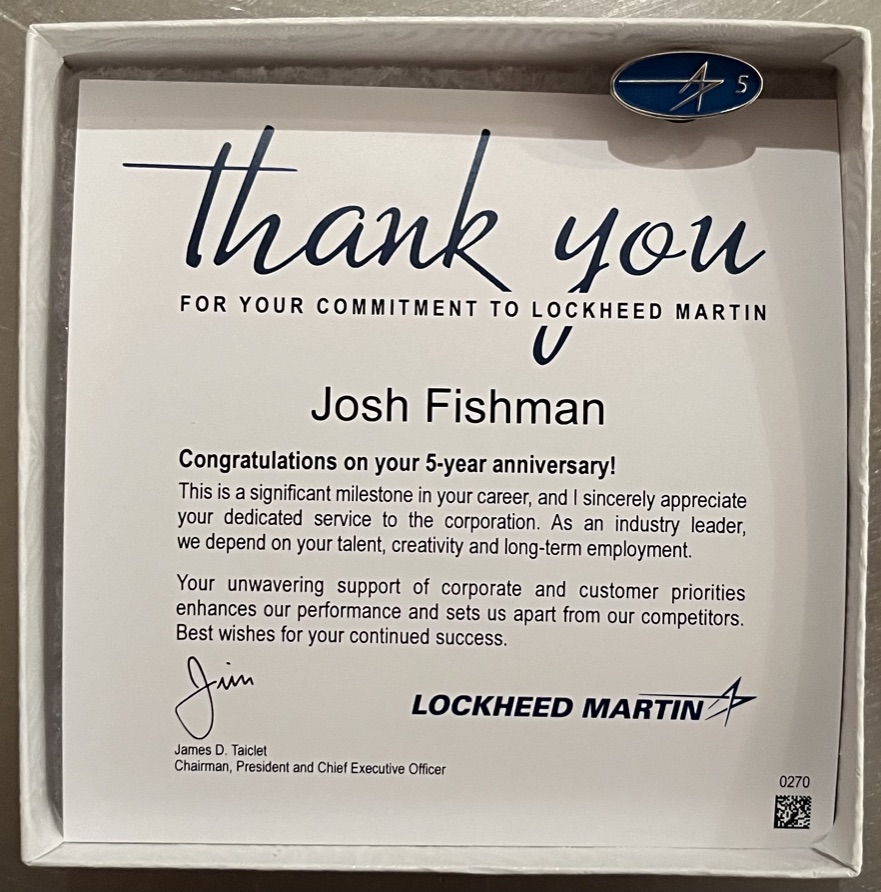 5
thank you
FOR YOUR COMMITMENT TO LOCKHEED MARTIN
Josh Fishman
Congratulations on your 5-year anniversary!
This is a significant milestone in your career, and I sincerely appreciate
your dedicated service to the corporation. As an industry leader,
we depend on your talent, creativity and long-term employment.
Your unwavering support of corporate and customer priorities
enhances our performance and sets us apart from our competitors.
Best wishes for your continued success.
Jim
LOCKHEED MARTIN
James D. Taiclet
Chairman, President and Chief Executive Officer
0270